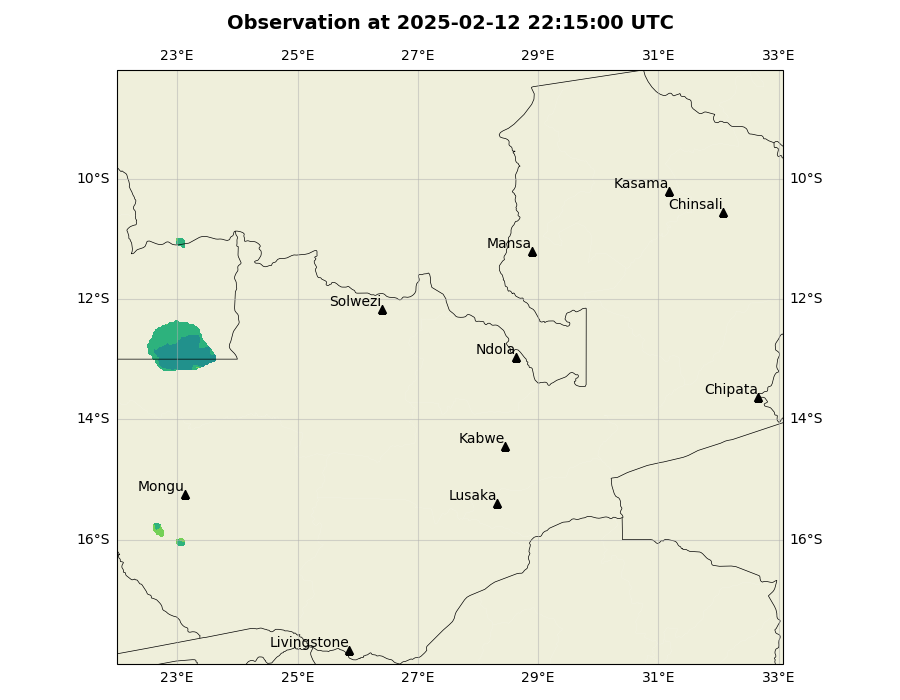 Observation at 2025-02-12 22:15:00 UTC
23°E 25°E 27°E 29°E 31°E 33°E
10°S 10°S
Kasama
Chinsali
Mansa
12°S 12°S
Solwezi
Ndola
Chipata
14°S 14°S
Kabwe
Mongu
Lusaka
16°S 16°S
Livingstone
23°E 25°E 27°E 29°E 31°E 33°E